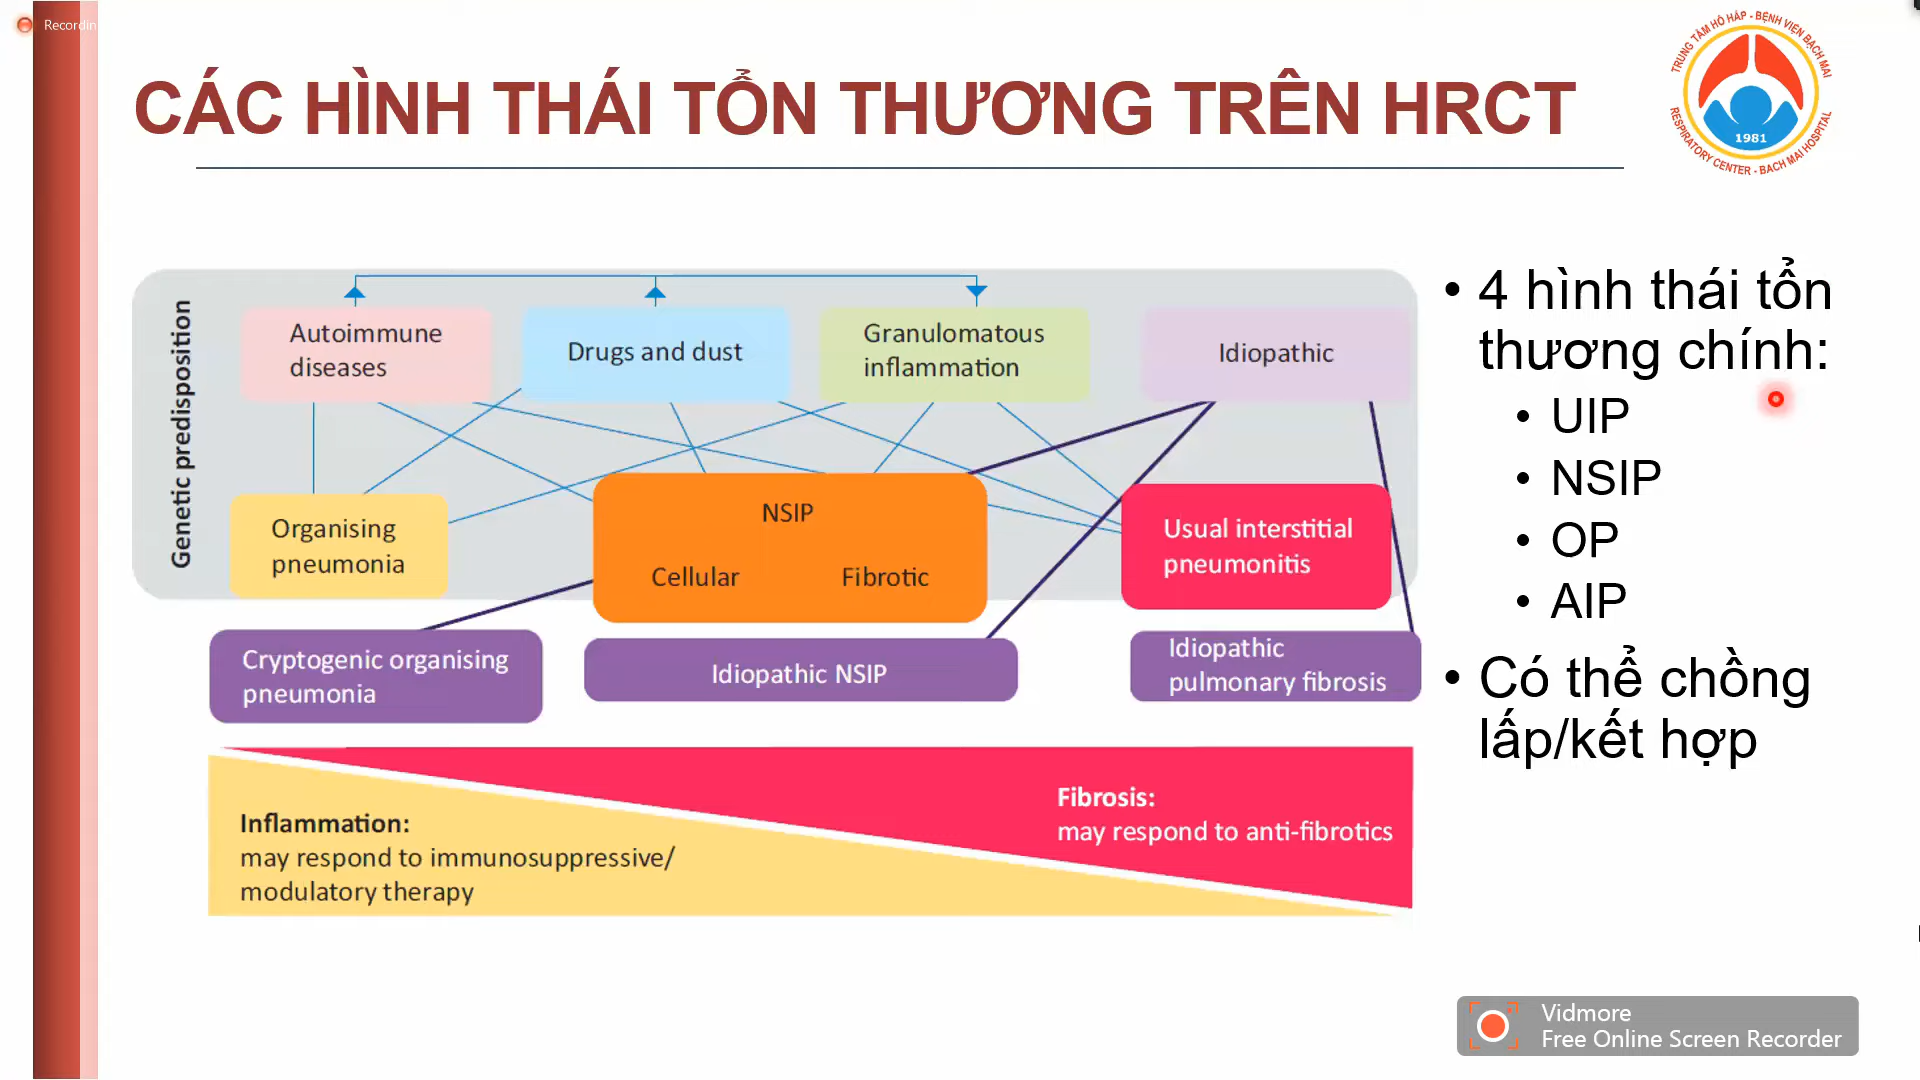 Recordin
CÁC HÌNH THÁI TỔN THƯƠNG TRÊN HRCT
TRUNG TÂM HÔ HẤP - BỆNH VIỆN BẠCH MAI
1981
RESPIRATORY CENTER - BACH MAI HOSPITAL
Genetic predisposition
Autoimmune
diseases
Drugs and dust
Granulomatous
inflammation
Idiopathic
Organising
pneumonia
NSIP
Cellular
Fibrotic
Usual interstitial
pneumonitis
Cryptogenic organising
pneumonia
Idiopathic NSIP
Idiopathic
pulmonary fibrosis
Inflammation:
may respond to immunosuppressive/
modulatory therapy
Fibrosis:
may respond to anti-fibrotics
• 4 hình thái tổn
thương chính:
• UIP
• NSIP
• OP
• AIP
• Có thể chồng
lấp/kết hợp
Vidmore
Free Online Screen Recorder